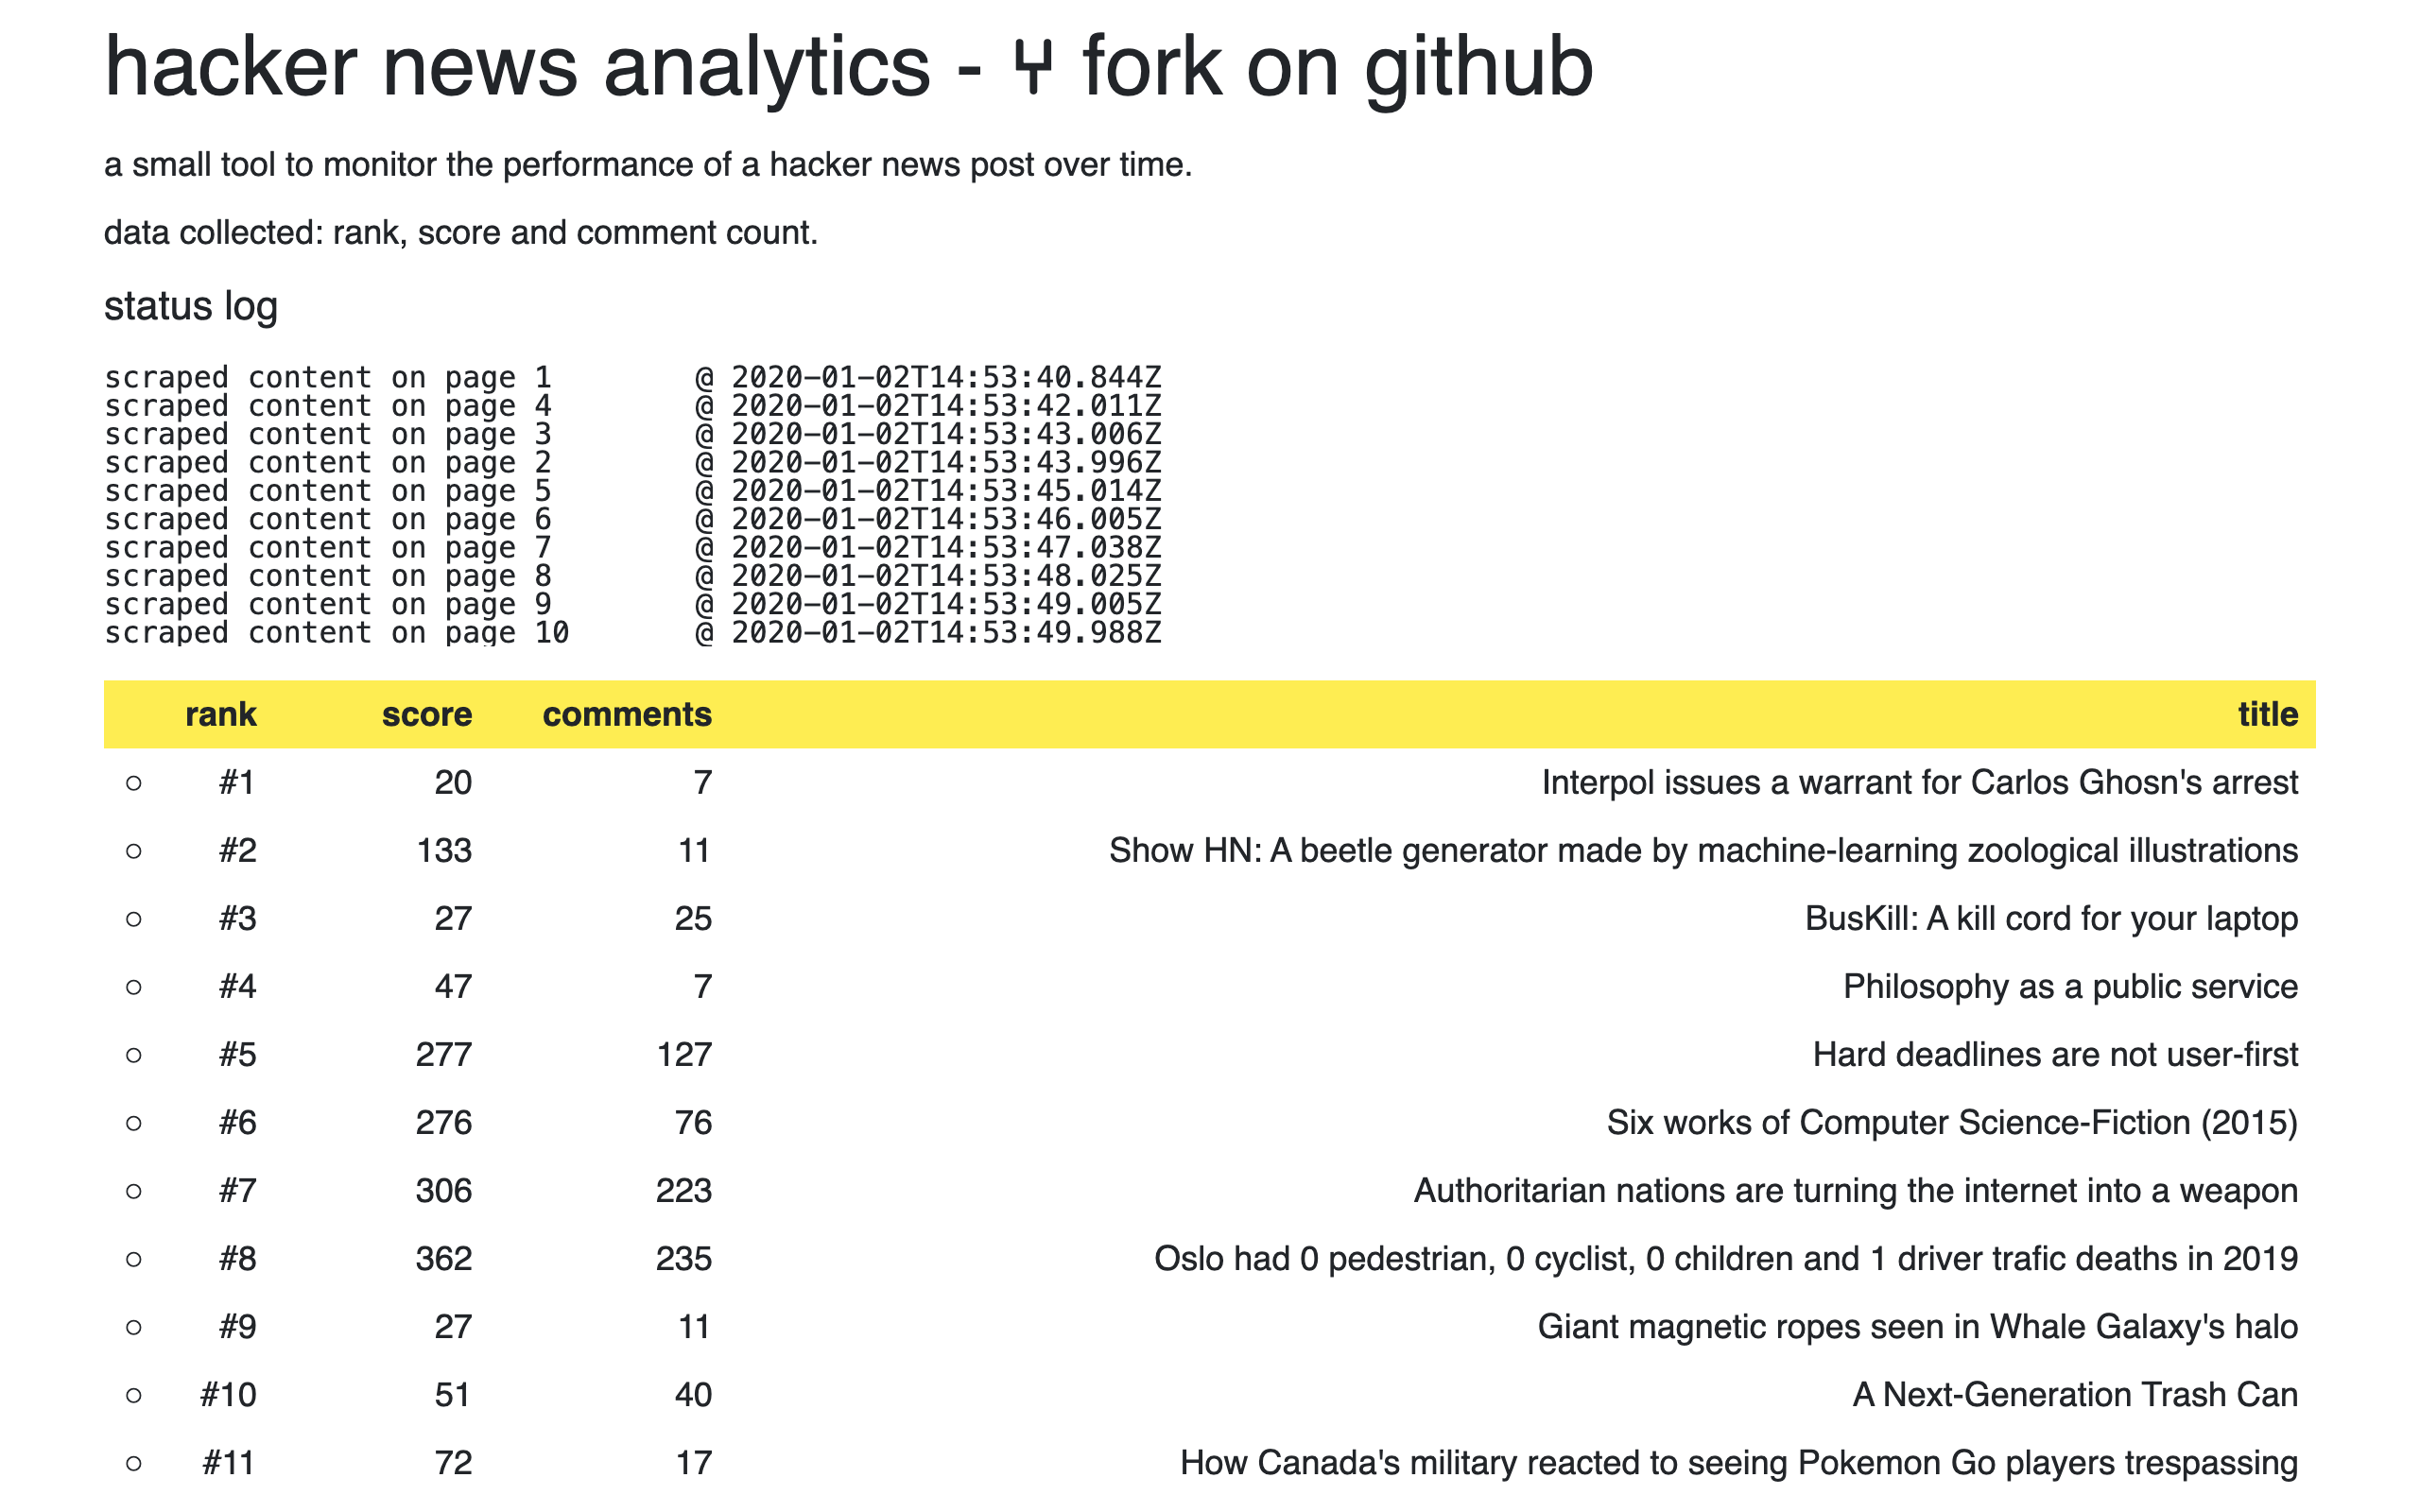 hacker news analytics - fork on github
a small tool to monitor the performance of a hacker news post over time.
data collected: rank, score and comment count.
status log
scraped content on page 1 @ 2020-01-02T14:53:40.844Z
scraped content on page 4 @ 2020-01-02T14:53:42.011Z
scraped content on page 3 @ 2020-01-02T14:53:43.006Z
scraped content on page 2 @ 2020-01-02T14:53:43.996Z
scraped content on page 5 @ 2020-01-02T14:53:45.014Z
scraped content on page 6 @ 2020-01-02T14:53:46.005Z
scraped content on page 7 @ 2020-01-02T14:53:47.038Z
scraped content on page 8 @ 2020-01-02T14:53:48.025Z
scraped content on page 9 @ 2020-01-02T14:53:49.005Z
scraped content on page 10 @ 2020-01-02T14:53:49.988Z
rank score comments title
#1 20 7 Interpol issues a warrant for Carlos Ghosn's arrest
#2 133 11 Show HN: A beetle generator made by machine-learning zoological illustrations
#3 27 25 BusKill: A kill cord for your laptop
#4 47 7 Philosophy as a public service
#5 277 127 Hard deadlines are not user-first
#6 276 76 Six works of Computer Science-Fiction (2015)
#7 306 223 Authoritarian nations are turning the internet into a weapon
#8 362 235 Oslo had 0 pedestrian, 0 cyclist, 0 children and 1 driver trafic deaths in 2019
#9 27 11 Giant magnetic ropes seen in Whale Galaxy's halo
#10 51 40 A Next-Generation Trash Can
#11 72 17 How Canada's military reacted to seeing Pokemon Go players trespassing